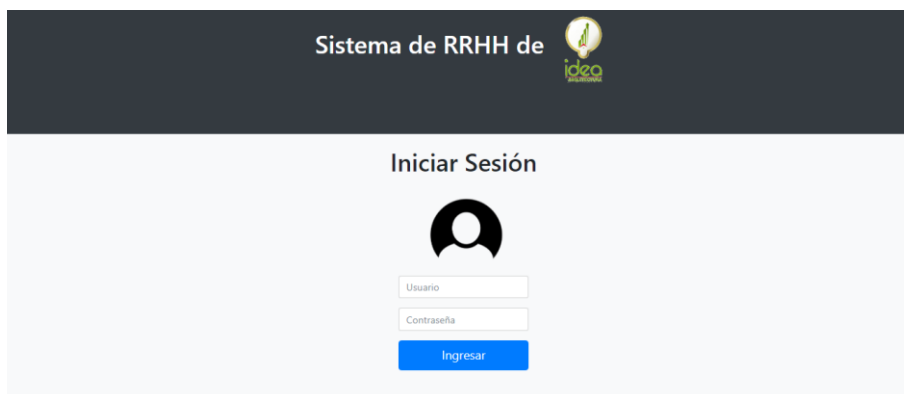 Sistema de RRHH de
idea
Iniciar Sesión
Usuario
Contraseña
Ingresar